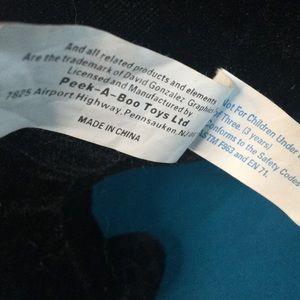 And all related products and elements
Are the trademark of David Gonzalez Graphics
Licensed and Manufactured by
Peek-A-Boo Toys Ltd
7825 Airport Highway, Pennsauken, NJ
MADE IN CHINA
Not For Children Under
of Three. (3 years)
Conforms to the Safety Codes
ASTM F963 and EN 71.